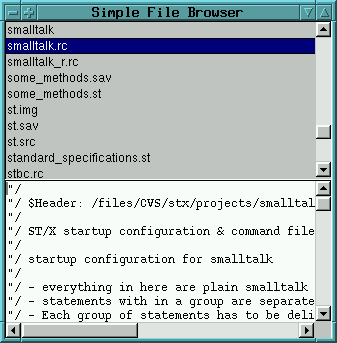 Simple File Browser
smalltalk
smalltalk.rc
smalltalk_r.rc
some_methods.sav
some_methods.st
st.img
st.sav
st.src
standard_specifications.st
stbc.rc
"/
"/ $Header: /files/CVS/stx/projects/smalltal
"/
"/ ST/X startup configuration & command file
"/
"/ startup configuration for smalltalk
"/
"/ - everything in here are plain smalltalk
"/ - statements with in a group are separate
"/ - Each group of statements has to be deli